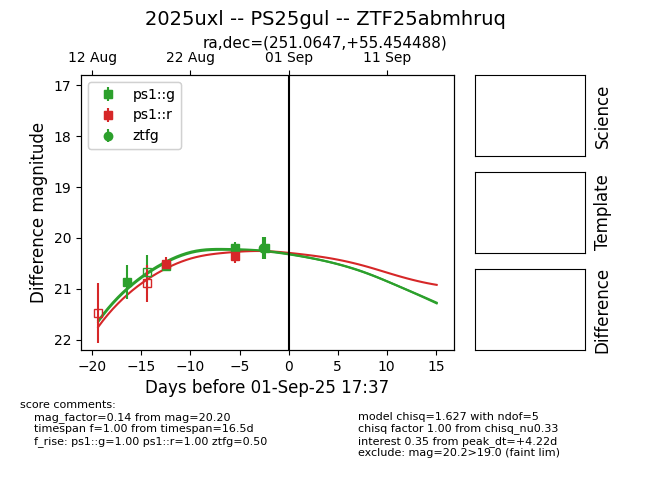 2025uxl -- PS25gul -- ZTF25abmhruq
ra,dec=(251.0647,+55.454488)
12 Aug 22 Aug 01 Sep 11 Sep
17
18
19
20
21
22
Difference magnitude
ps1::g
ps1::r
ztfg
Science
Template
Difference
−20 −15 −10 −5 0 5 10 15
Days before 01-Sep-25 17:37
score comments:
mag_factor=0.14 from mag=20.20
timespan f=1.00 from timespan=16.5d
f_rise: ps1::g=1.00 ps1::r=1.00 ztfg=0.50
model chisq=1.627 with ndof=5
chisq factor 1.00 from chisq_nu0.33
interest 0.35 from peak_dt=+4.22d
exclude: mag=20.2>19.0 (faint lim)